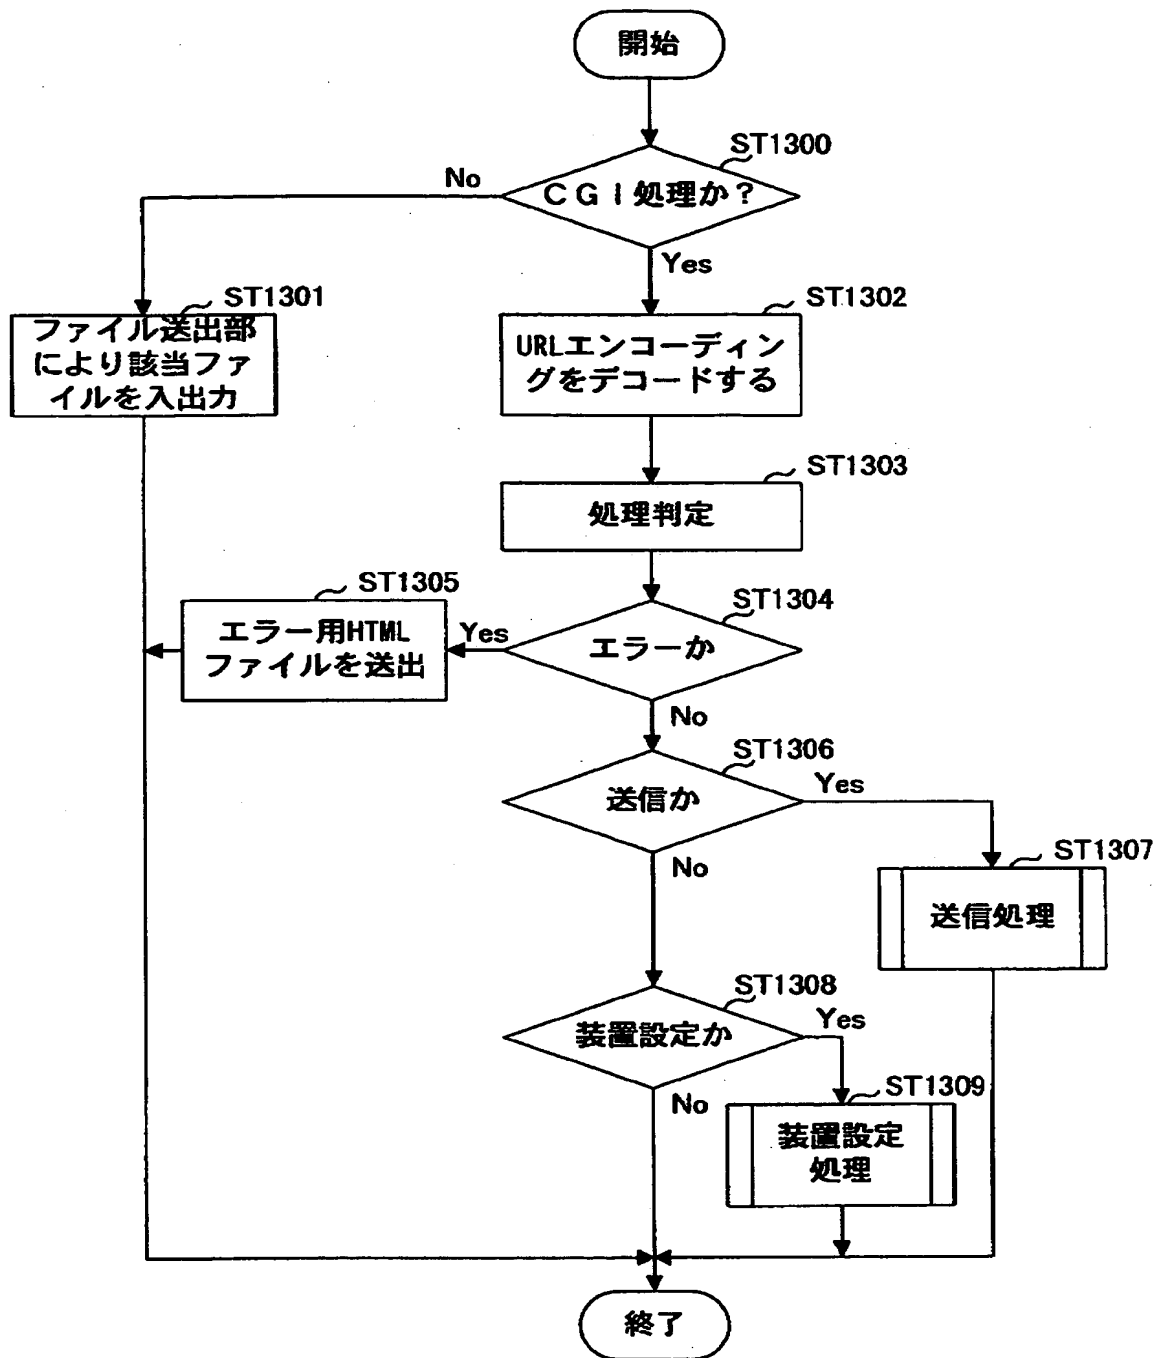 開始
ST1300
No
CGI処理か？
Yes
ST1301
ファイル送出部
により該当ファ
イルを入出力
ST1302
URLエンコーディン
グをデコードする
ST1303
処理判定
ST1305
エラー用HTML
ファイルを送出
Yes
ST1304
エラーか
No
ST1306
送信か
Yes
No
ST1307
送信処理
ST1308
装置設定か
Yes
No
ST1309
装置設定
処理
終了